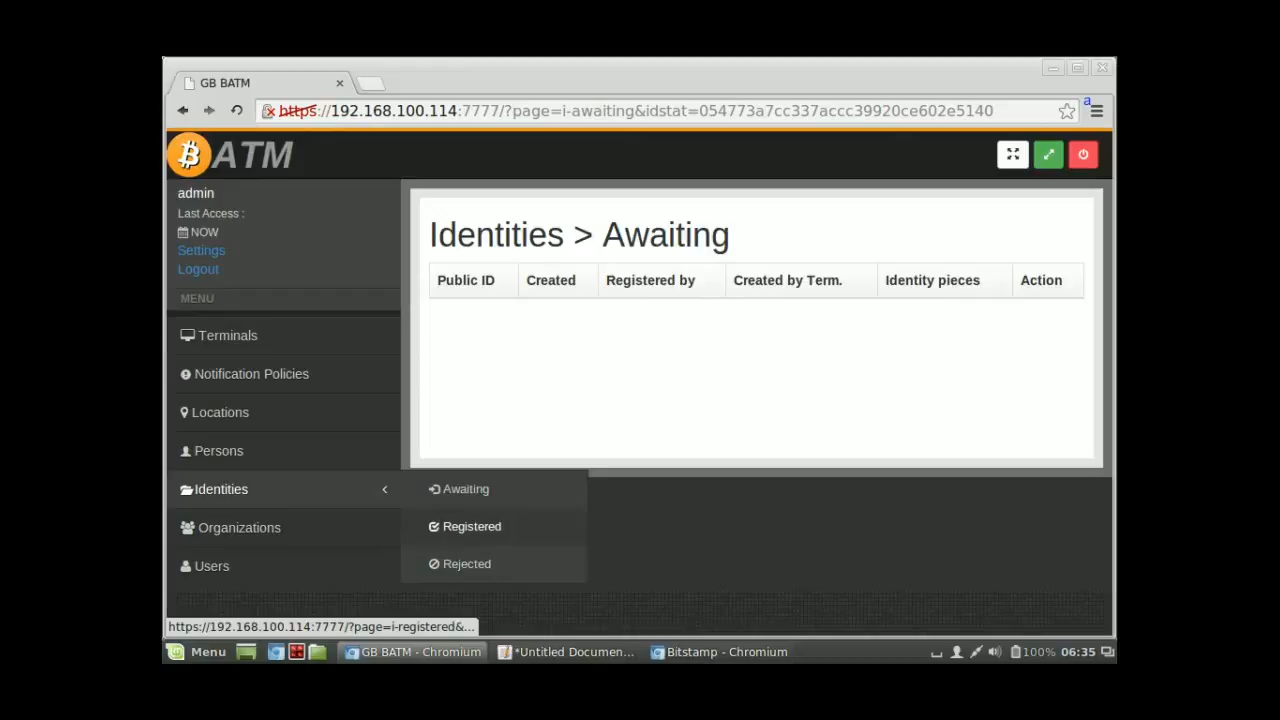 GB BATM
https://192.168.100.114:7777/?page=i-awaiting&idstat=054773a7cc337accc39920ce602e5140
a
ATM
admin
Last Access :
NOW
Settings
Logout
MENU
Terminals
Notification Policies
Locations
Persons
Identities
Organizations
Users
Identities > Awaiting
Public ID Created Registered by Created by Term. Identity pieces Action
Awaiting
Registered
Rejected
https://192.168.100.114:7777/?page=i-registered&...
Menu GB BATM - Chromium *Untitled Documen... Bitstamp - Chromium 100% 06:35